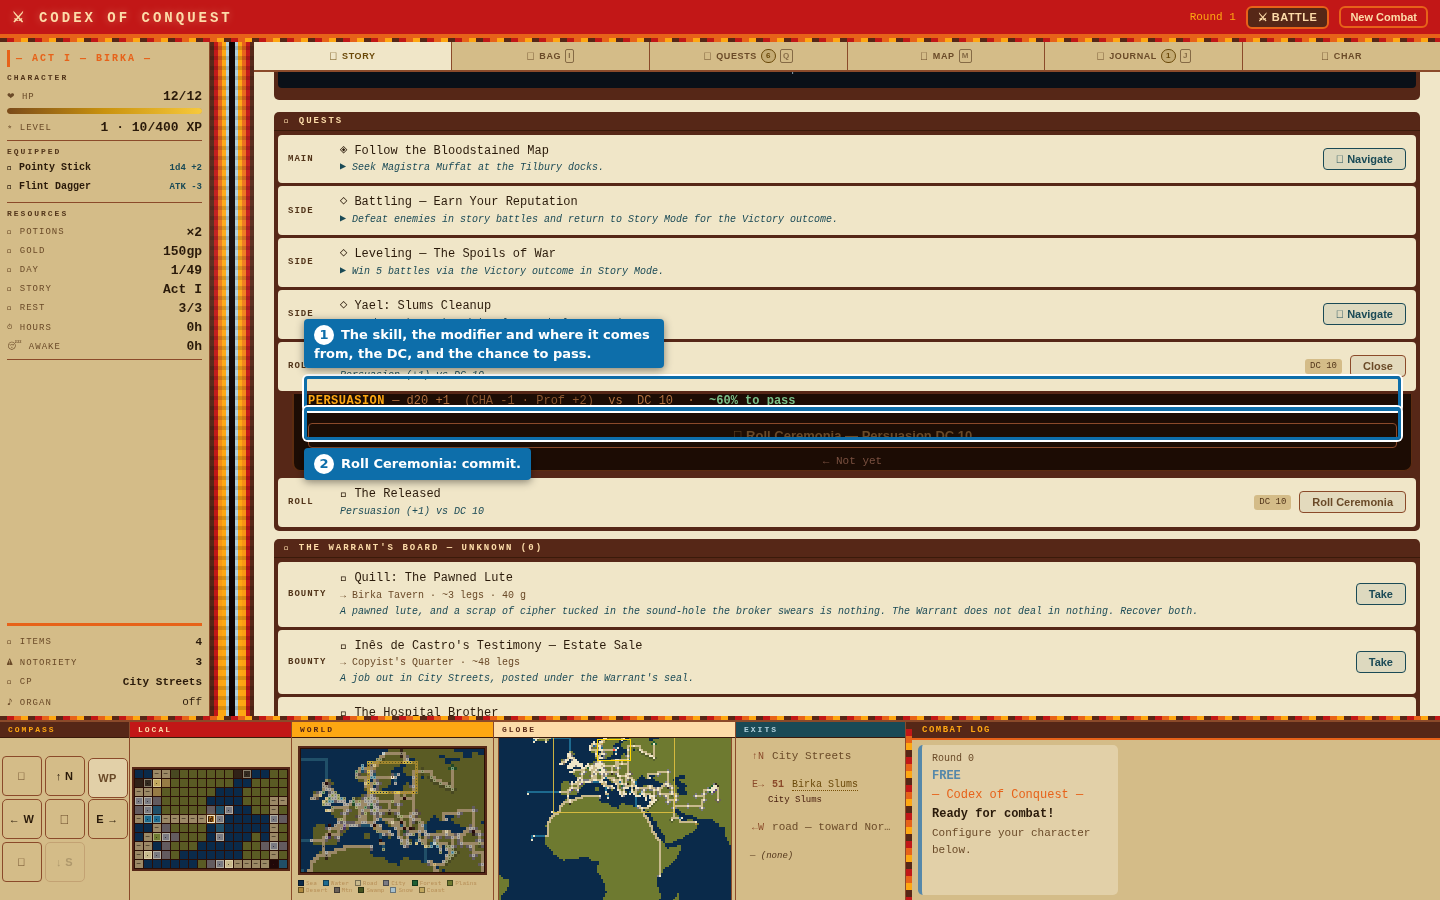 ⚔ CODEX OF CONQUEST
Round 1
⚔ BATTLE
New Combat
— ACT I — BIRKA —
CHARACTER
❤ HP 12/12
LEVEL 1 · 10/400 XP
EQUIPPED
Pointy Stick 1d4 +2
Flint Dagger ATK -3
RESOURCES
POTIONS ×2
GOLD 150gp
DAY 1/49
STORY Act I
REST 3/3
HOURS 0h
AWAKE 0h
ITEMS 4
NOTORIETY 3
CP City Streets
♪ ORGAN off
STORY
BAG I
QUESTS 6 Q
MAP M
JOURNAL 1 J
CHAR
QUESTS
MAIN
◈ Follow the Bloodstained Map
▶ Seek Magistra Muffat at the Tilbury docks.
Navigate
SIDE
◇ Battling — Earn Your Reputation
▶ Defeat enemies in story battles and return to Story Mode for the Victory outcome.
SIDE
◇ Leveling — The Spoils of War
▶ Win 5 battles via the Victory outcome in Story Mode.
SIDE
◇ Yael: Slums Cleanup
Navigate
1 The skill, the modifier and where it comes
from, the DC, and the chance to pass.
DC 10
Close
PERSUASION — d20 +1 (CHA -1 · Prof +2) vs DC 10 · ~60% to pass
Roll Ceremonia — Persuasion DC 10
← Not yet
2 Roll Ceremonia: commit.
ROLL
The Released
Persuasion (+1) vs DC 10
DC 10
Roll Ceremonia
THE WARRANT'S BOARD — UNKNOWN (0)
BOUNTY
Quill: The Pawned Lute
→ Birka Tavern · ~3 legs · 40 g
A pawned lute, and a scrap of cipher tucked in the sound-hole the broker swears is nothing. The Warrant does not deal in nothing. Recover both.
Take
BOUNTY
Inês de Castro's Testimony — Estate Sale
→ Copyist's Quarter · ~48 legs
A job out in City Streets, posted under the Warrant's seal.
Take
The Hospital Brother
COMPASS
↑ N
WP
← W
E →
↓ S
LOCAL
WORLD
GLOBE
EXITS
↑N City Streets
E→ 51 Birka Slums
City Slums
←W road — toward Nor…
— (none)
COMBAT LOG
Round 0
FREE
— Codex of Conquest —
Ready for combat!
Configure your character
below.